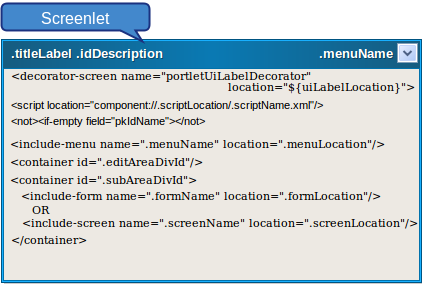 Screenlet
.titleLabel .idDescription .menuName
<decorator-screen name="portletUiLabelDecorator"
location="${uiLabelLocation}">
<script location="component://.scriptLocation/.scriptName.xml"/>
<not><if-empty field="pkIdName"></not>
<include-menu name=".menuName" location=".menuLocation"/>
<container id=".editAreaDivId"/>
<container id=".subAreaDivId">
<include-form name=".formName" location=".formLocation"/>
OR
<include-screen name=".screenName" location=".screenLocation"/>
</container>